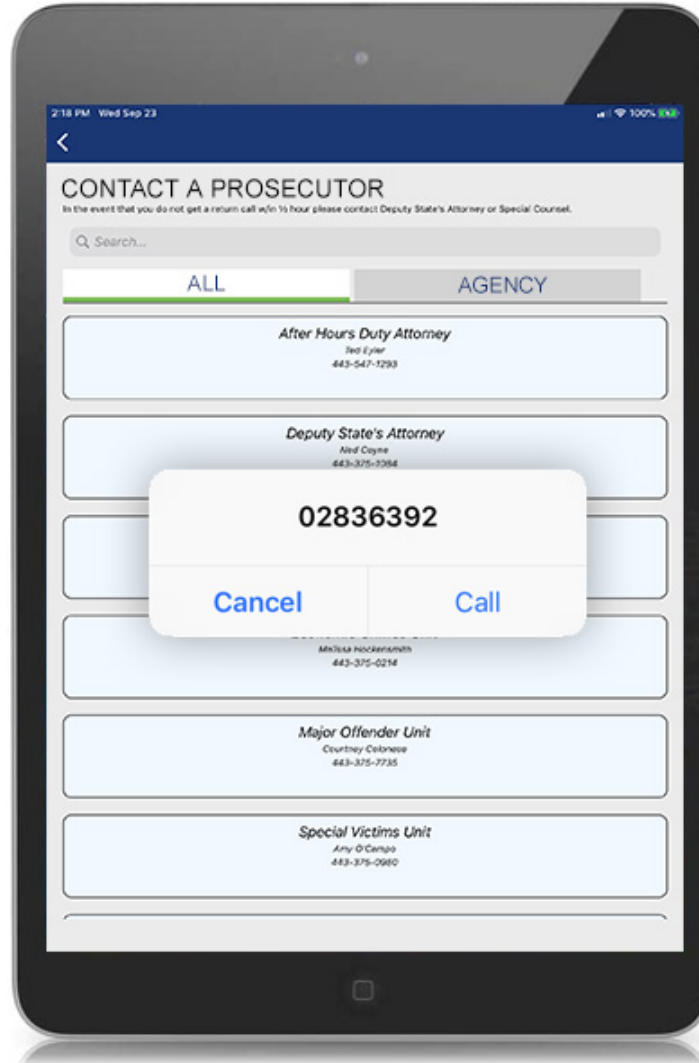 2:18 PM Wed Sep 23
100%
CONTACT A PROSECUTOR
In the event that you do not get a return call w/in ½ hour please contact Deputy State's Attorney or Special Counsel.
Search...
ALL AGENCY
After Hours Duty Attorney
Ted Eyler
443-547-1293
Deputy State's Attorney
Ned Coyne
443-375-1084
02836392
Cancel Call
Melissa Hockensmith
443-375-0214
Major Offender Unit
Courtney Colonese
443-375-7735
Special Victims Unit
Amy O'Campo
443-375-0980